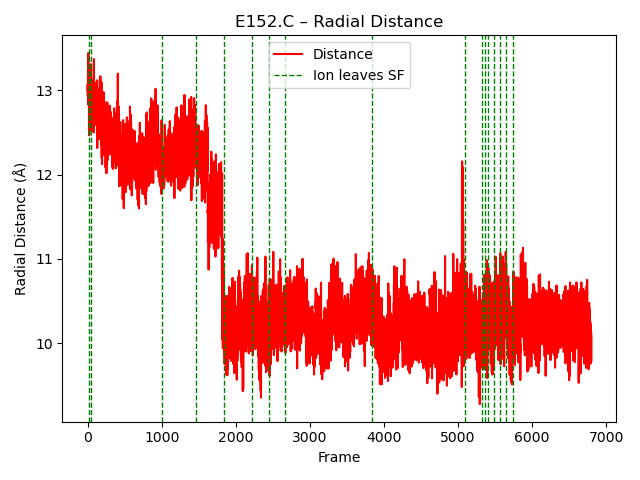 E152.C – Radial Distance
Distance
Ion leaves SF
Radial Distance (Å)
13
12
11
10
0 1000 2000 3000 4000 5000 6000 7000
Frame